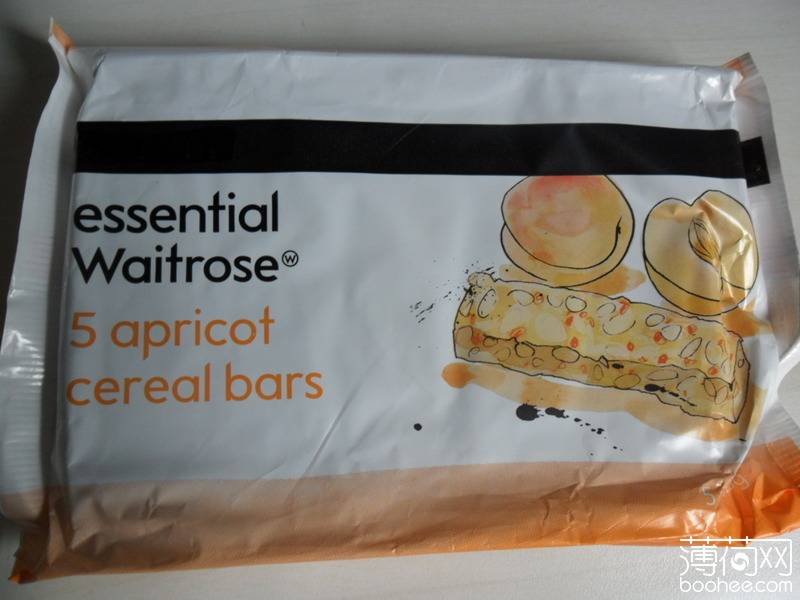 essential
Waitrose
5 apricot
cereal bars
薄荷网
boohee.com